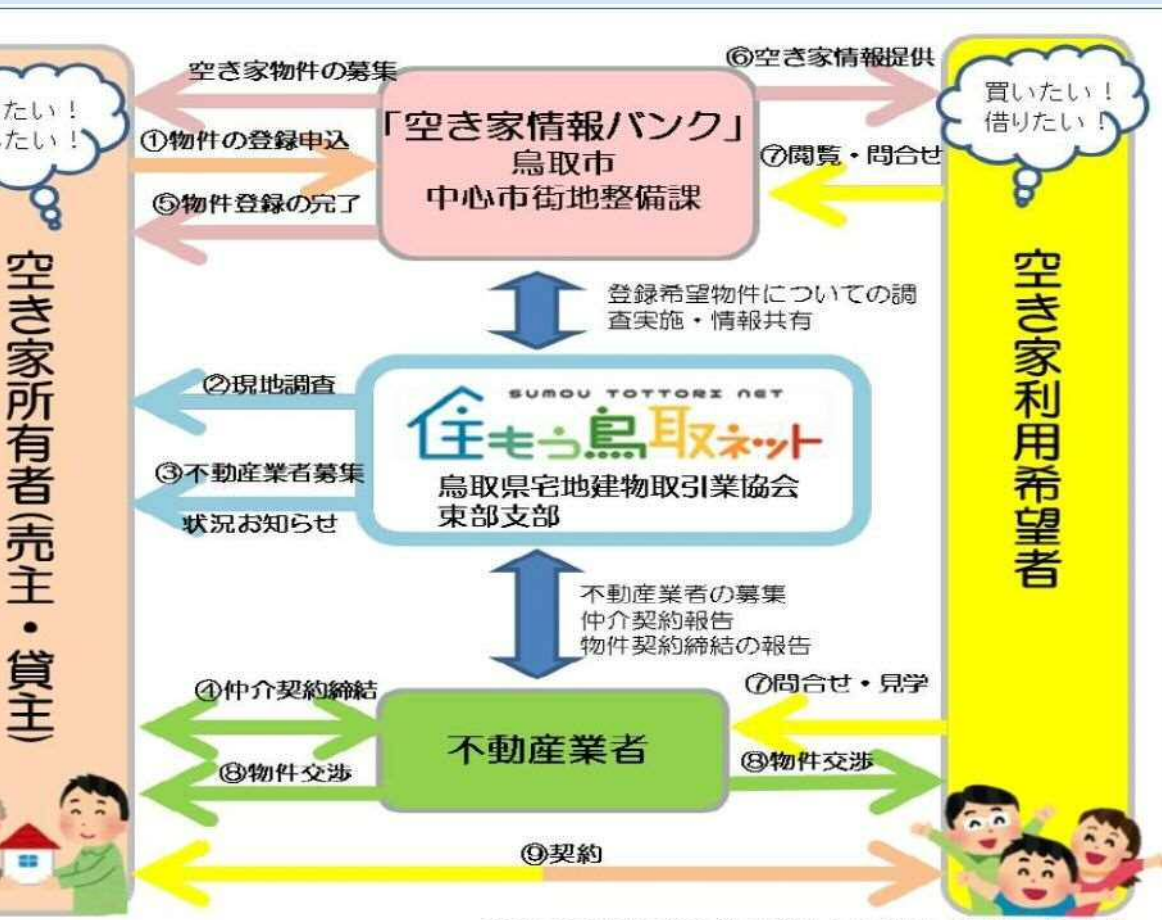 たい！
たい！
空き家所有者(売主・貸主)
空き家物件の募集
①物件の登録申込
⑤物件登録の完了
「空き家情報バンク」
鳥取市
中心市街地整備課
⑥空き家情報提供
⑦閲覧・問合せ
買いたい！
借りたい！
空き家利用希望者
登録希望物件についての調
査実施・情報共有
②現地調査
③不動産業者募集
状況お知らせ
SUMOU TOTTORI NET
住もう鳥取ネット
鳥取県宅地建物取引業協会
東部支部
不動産業者の募集
仲介契約報告
物件契約締結の報告
④仲介契約締結
⑧物件交渉
不動産業者
⑦問合せ・見学
⑧物件交渉
⑨契約